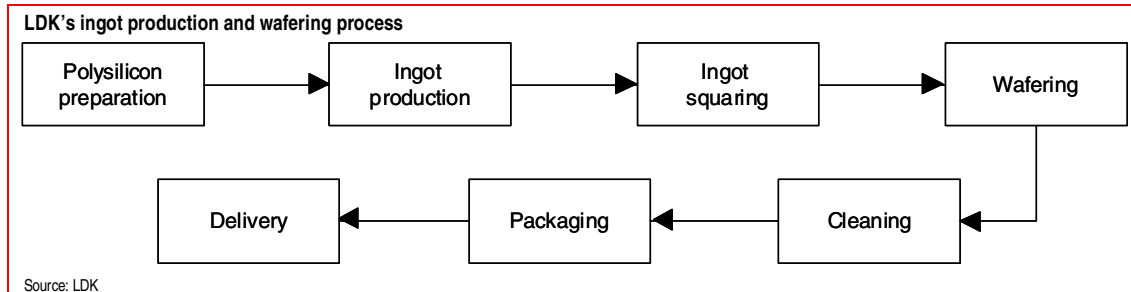 LDK's ingot production and wafering process
Polysilicon
preparation
Ingot
production
Ingot
squaring
Wafering
Cleaning
Packaging
Delivery
Source: LDK